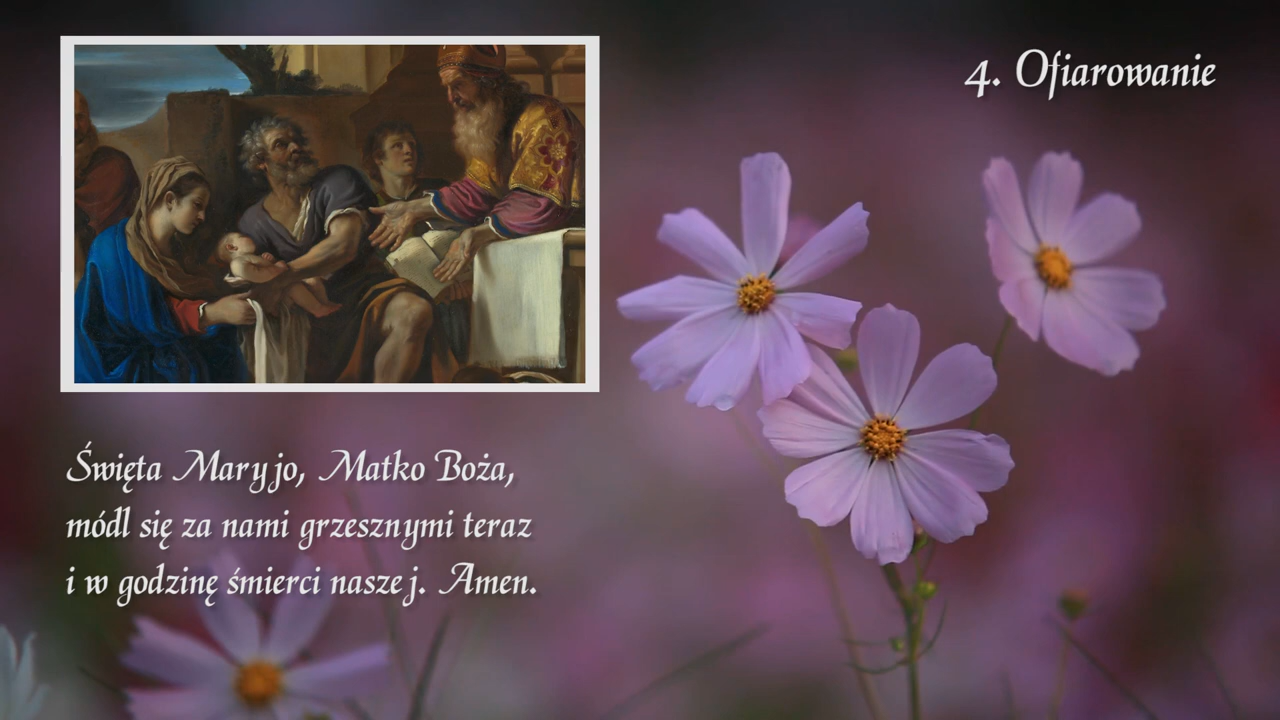 4. Ofiarowanie
Święta Maryjo, Matko Boża,
módl się za nami grzesznymi teraz
i w godzinę śmierci naszej. Amen.